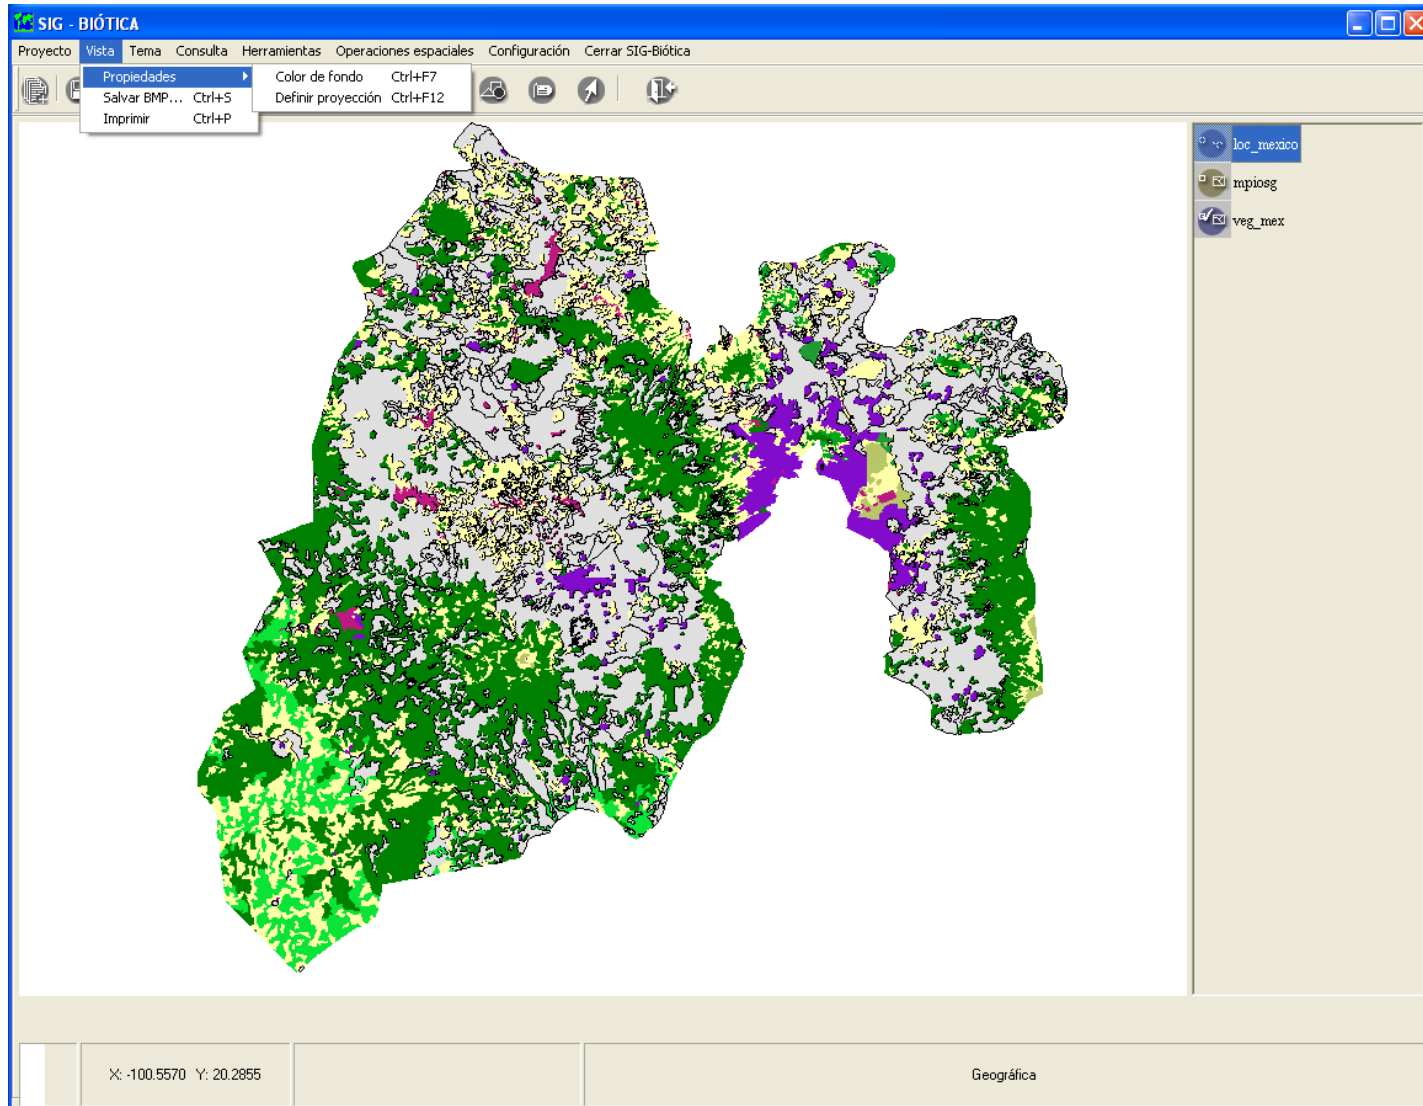 SIG - BIÓTICA
Proyecto Vista Tema Consulta Herramientas Operaciones espaciales Configuración Cerrar SIG-Biótica
Propiedades
Color de fondo Ctrl+F7
Salvar BMP... Ctrl+S
Definir proyección Ctrl+F12
Imprimir Ctrl+P
loc_mexico
mpiosg
veg_mex
X: -100.5570 Y: 20.2855
Geográfica